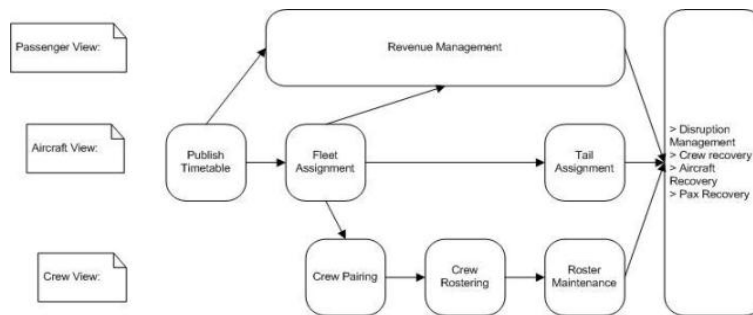 Passenger View:
Revenue Management
Aircraft View:
Publish
Timetable
Fleet
Assignment
Tail
Assignment
> Disruption
Management
> Crew recovery
> Aircraft
Recovery
> Pax Recovery
Crew View:
Crew Pairing
Crew
Rostering
Roster
Maintenance